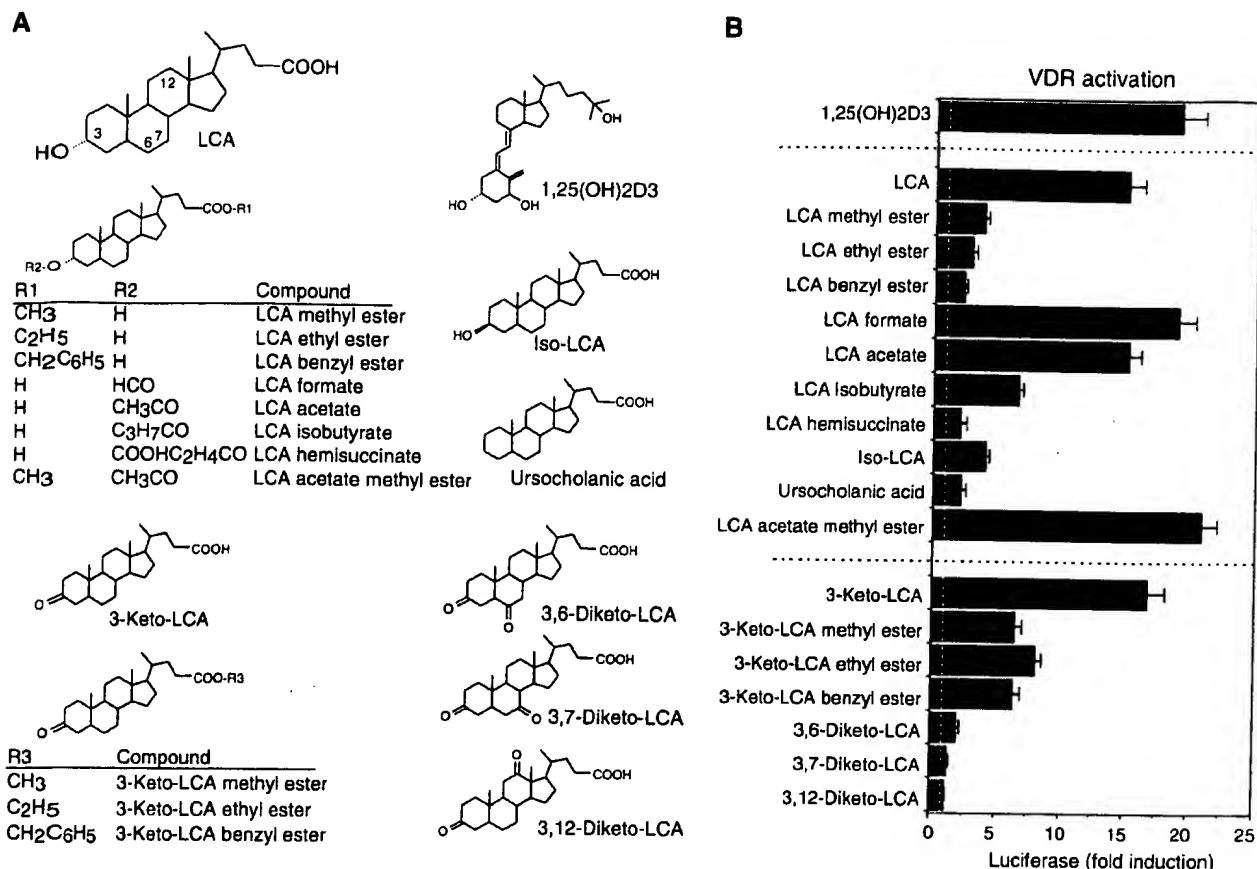 A
COOH
12
3
6
7
HO
LCA
COO-R1
R2-O
R1 R2 Compound
CH3 H LCA methyl ester
C2H5 H LCA ethyl ester
CH2C6H5 H LCA benzyl ester
H HCO LCA formate
H CH3CO LCA acetate
H C3H7CO LCA isobutyrate
H COOHC2H4CO LCA hemisuccinate
CH3 CH3CO LCA acetate methyl ester
OH
HO
OH
1,25(OH)2D3
COOH
HO
Iso-LCA
COOH
Ursocholanic acid
COOH
O
3-Keto-LCA
COO-R3
O
R3 Compound
CH3 3-Keto-LCA methyl ester
C2H5 3-Keto-LCA ethyl ester
CH2C6H5 3-Keto-LCA benzyl ester
COOH
O
O
3,6-Diketo-LCA
COOH
O
O
3,7-Diketo-LCA
O
COOH
O
3,12-Diketo-LCA
B
VDR activation
1,25(OH)2D3
LCA
LCA methyl ester
LCA ethyl ester
LCA benzyl ester
LCA formate
LCA acetate
LCA Isobutyrate
LCA hemisuccinate
Iso-LCA
Ursocholanic acid
LCA acetate methyl ester
3-Keto-LCA
3-Keto-LCA methyl ester
3-Keto-LCA ethyl ester
3-Keto-LCA benzyl ester
3,6-Diketo-LCA
3,7-Diketo-LCA
3,12-Diketo-LCA
0 5 10 15 20 25
Luciferase (fold induction)